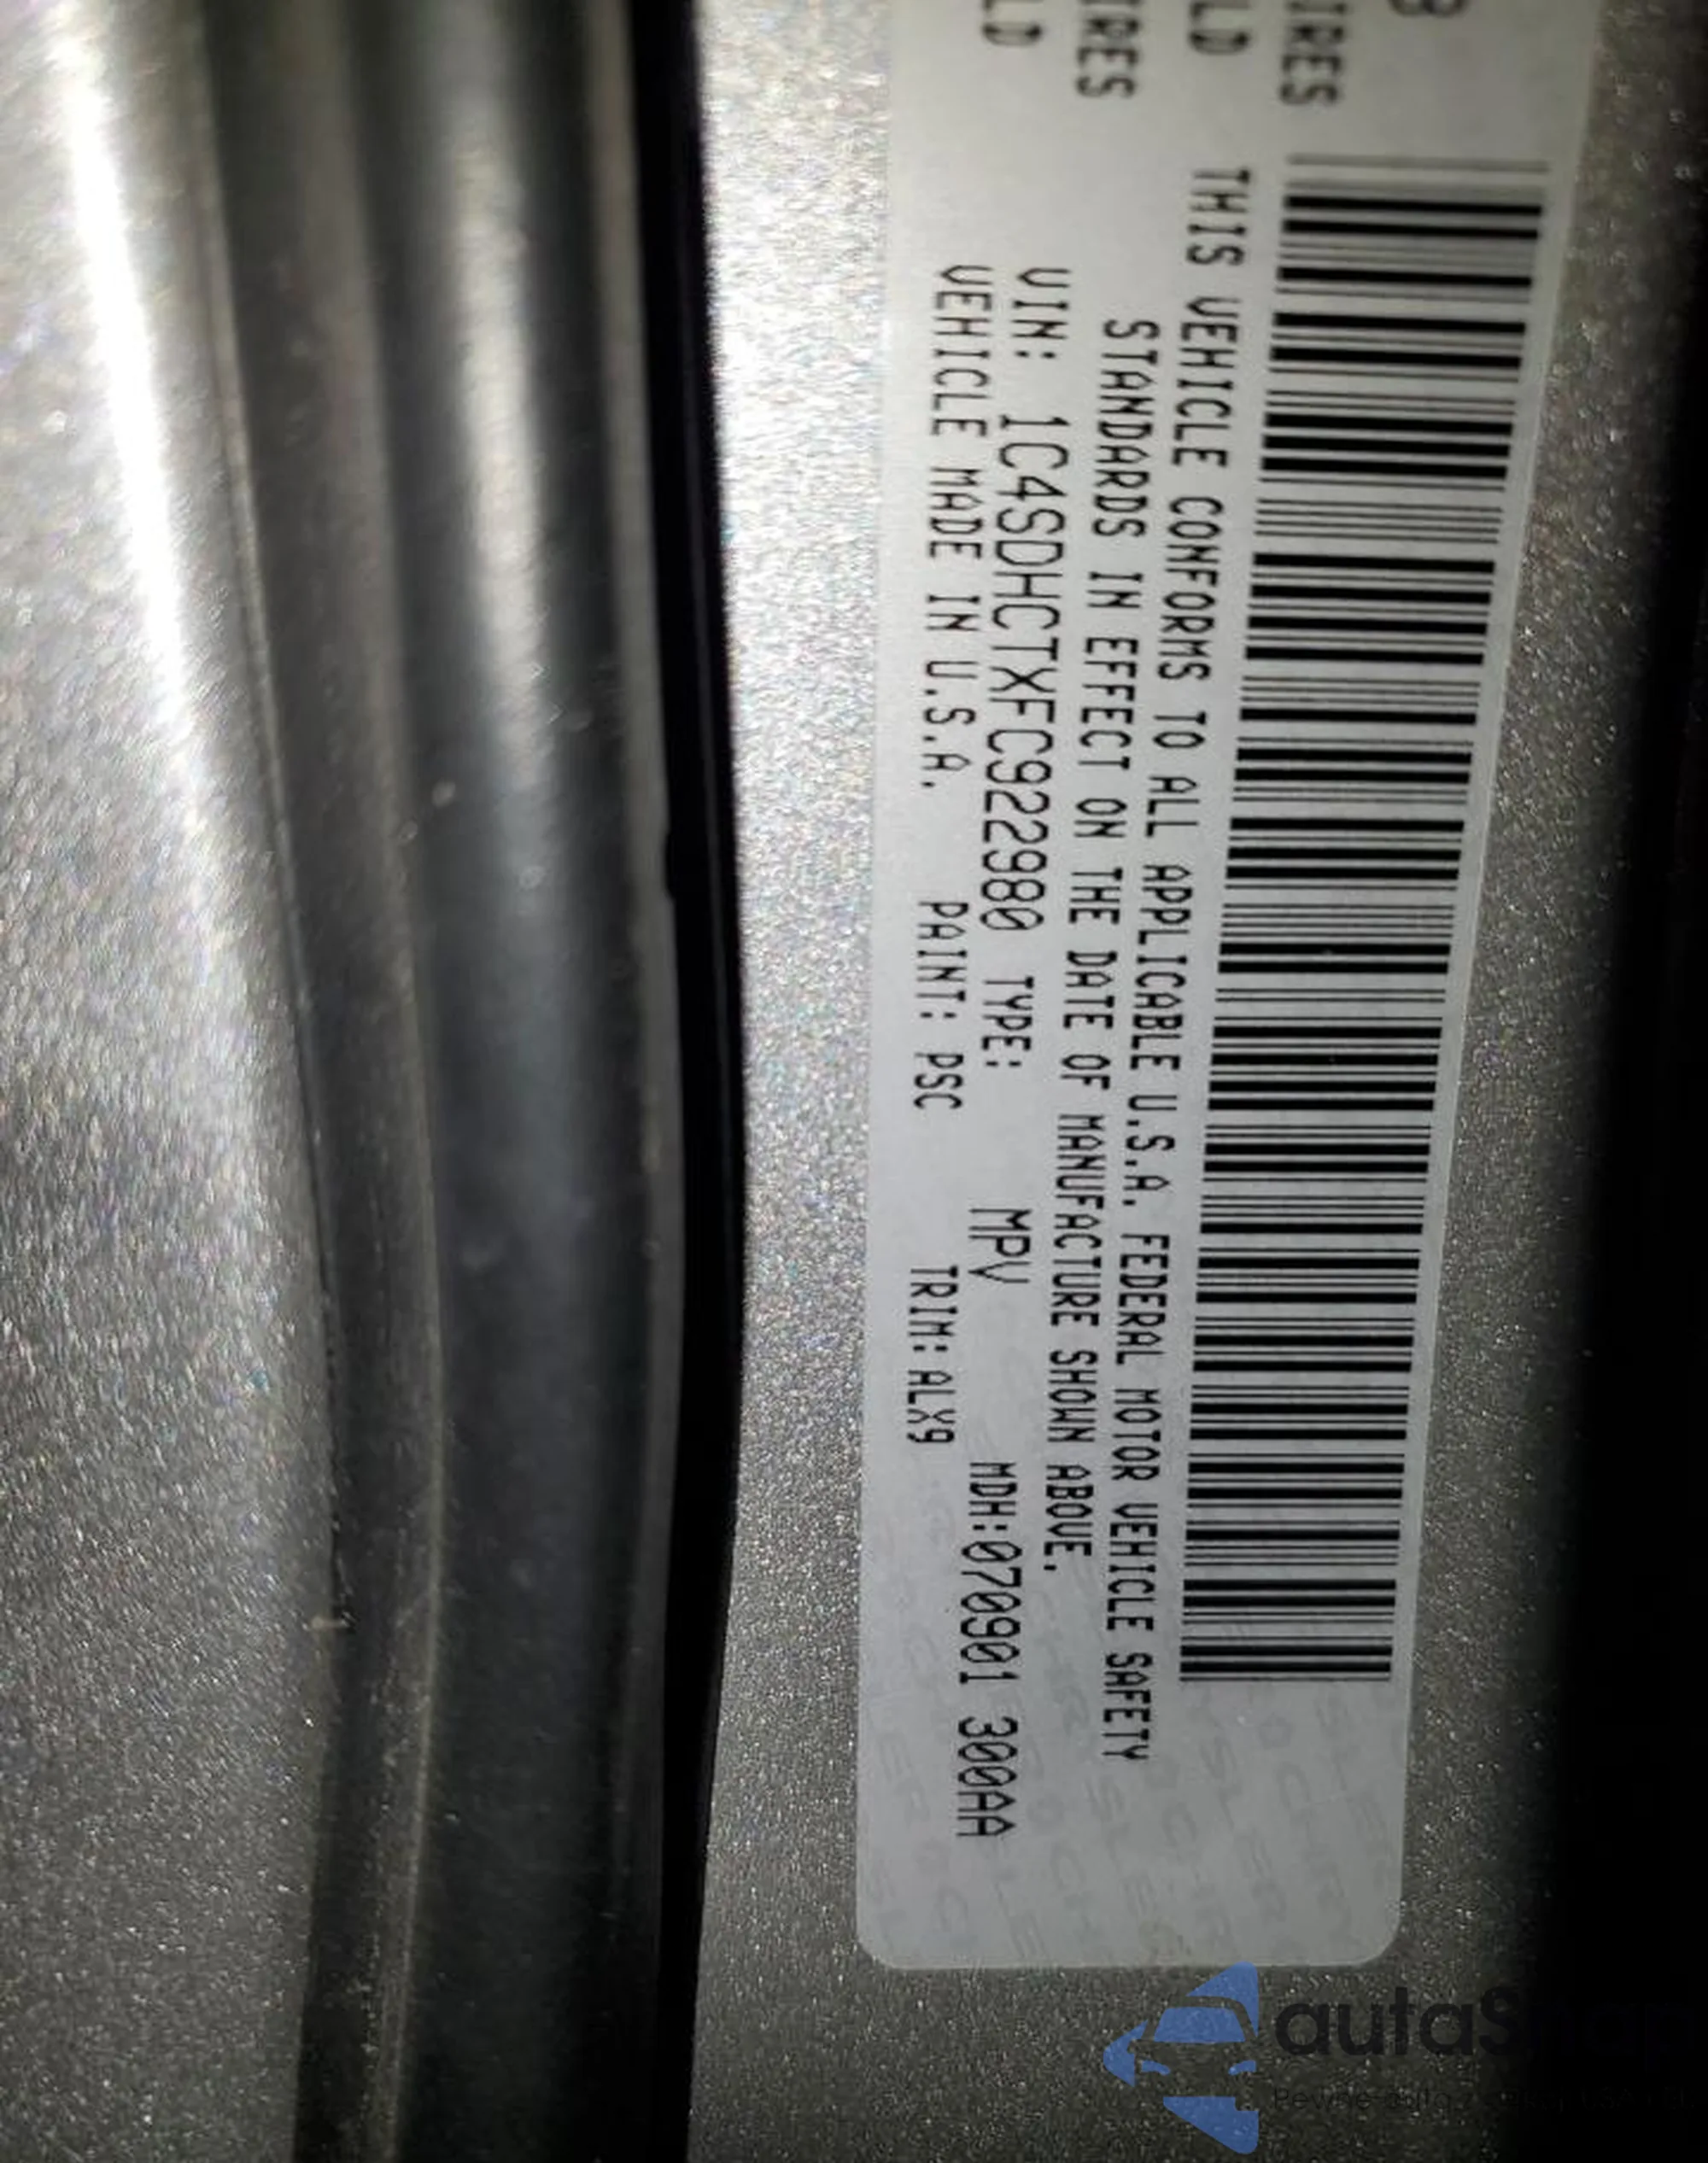 IRES
LD
IRES
LD
THIS VEHICLE CONFORMS TO ALL APPLICABLE U.S.A. FEDERAL MOTOR VEHICLE SAFETY
STANDARDS IN EFFECT ON THE DATE OF MANUFACTURE SHOWN ABOVE.
VIN: 1C4SDHCTXFC922980 TYPE: MPV MDH:070901 300AA
VEHICLE MADE IN U.S.A. PAINT: PSC TRIM: ALX9